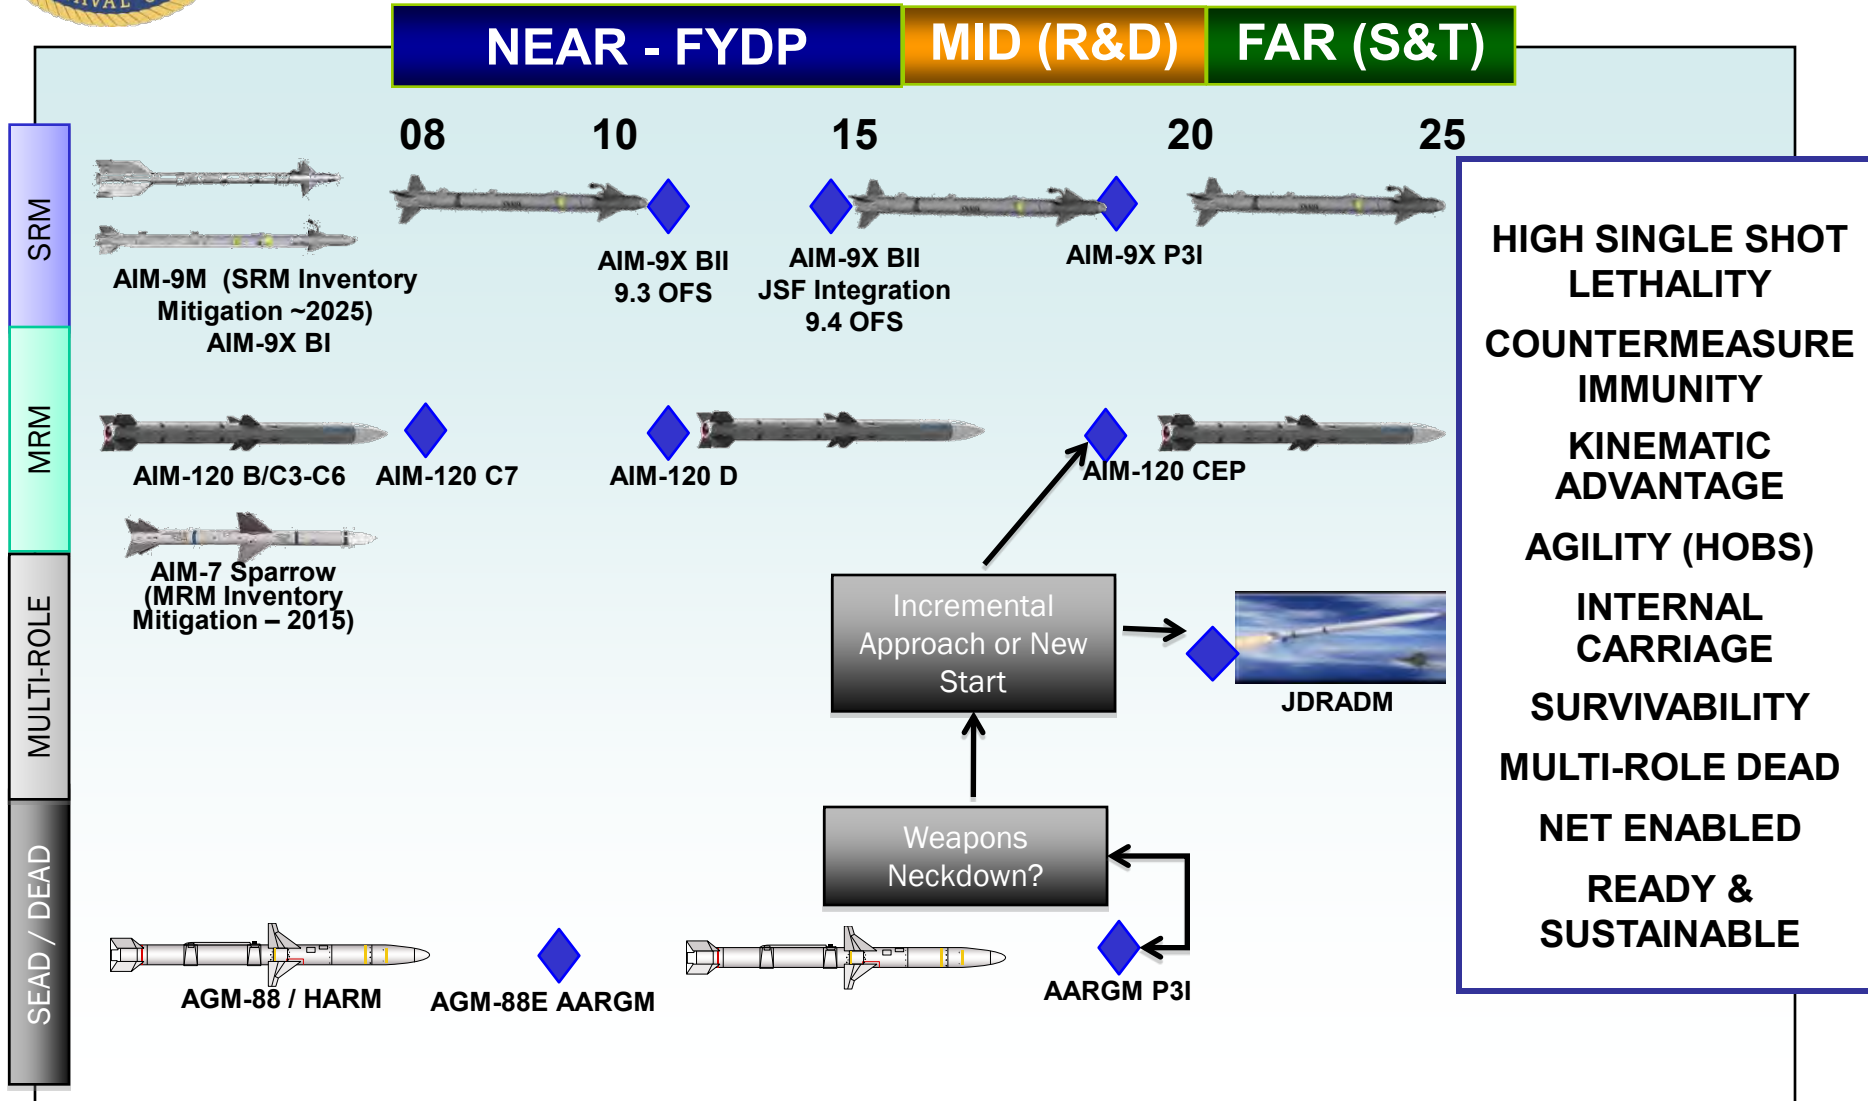 NAVAL
NEAR - FYDP
MID (R&D)
FAR (S&T)
08
10
15
20
25
SRM
AIM-9M (SRM Inventory
Mitigation ~2025)
AIM-9X BI
AIM-9X BII
9.3 OFS
AIM-9X BII
JSF Integration
9.4 OFS
AIM-9X P3I
MRM
AIM-120 B/C3-C6
AIM-120 C7
AIM-120 D
AIM-120 CEP
AIM-7 Sparrow
(MRM Inventory
Mitigation – 2015)
MULTI-ROLE
Incremental
Approach or New
Start
JDRADM
Weapons
Neckdown?
SEAD / DEAD
AGM-88 / HARM
AGM-88E AARGM
AARGM P3I
HIGH SINGLE SHOT
LETHALITY
COUNTERMEASURE
IMMUNITY
KINEMATIC
ADVANTAGE
AGILITY (HOBS)
INTERNAL
CARRIAGE
SURVIVABILITY
MULTI-ROLE DEAD
NET ENABLED
READY &
SUSTAINABLE